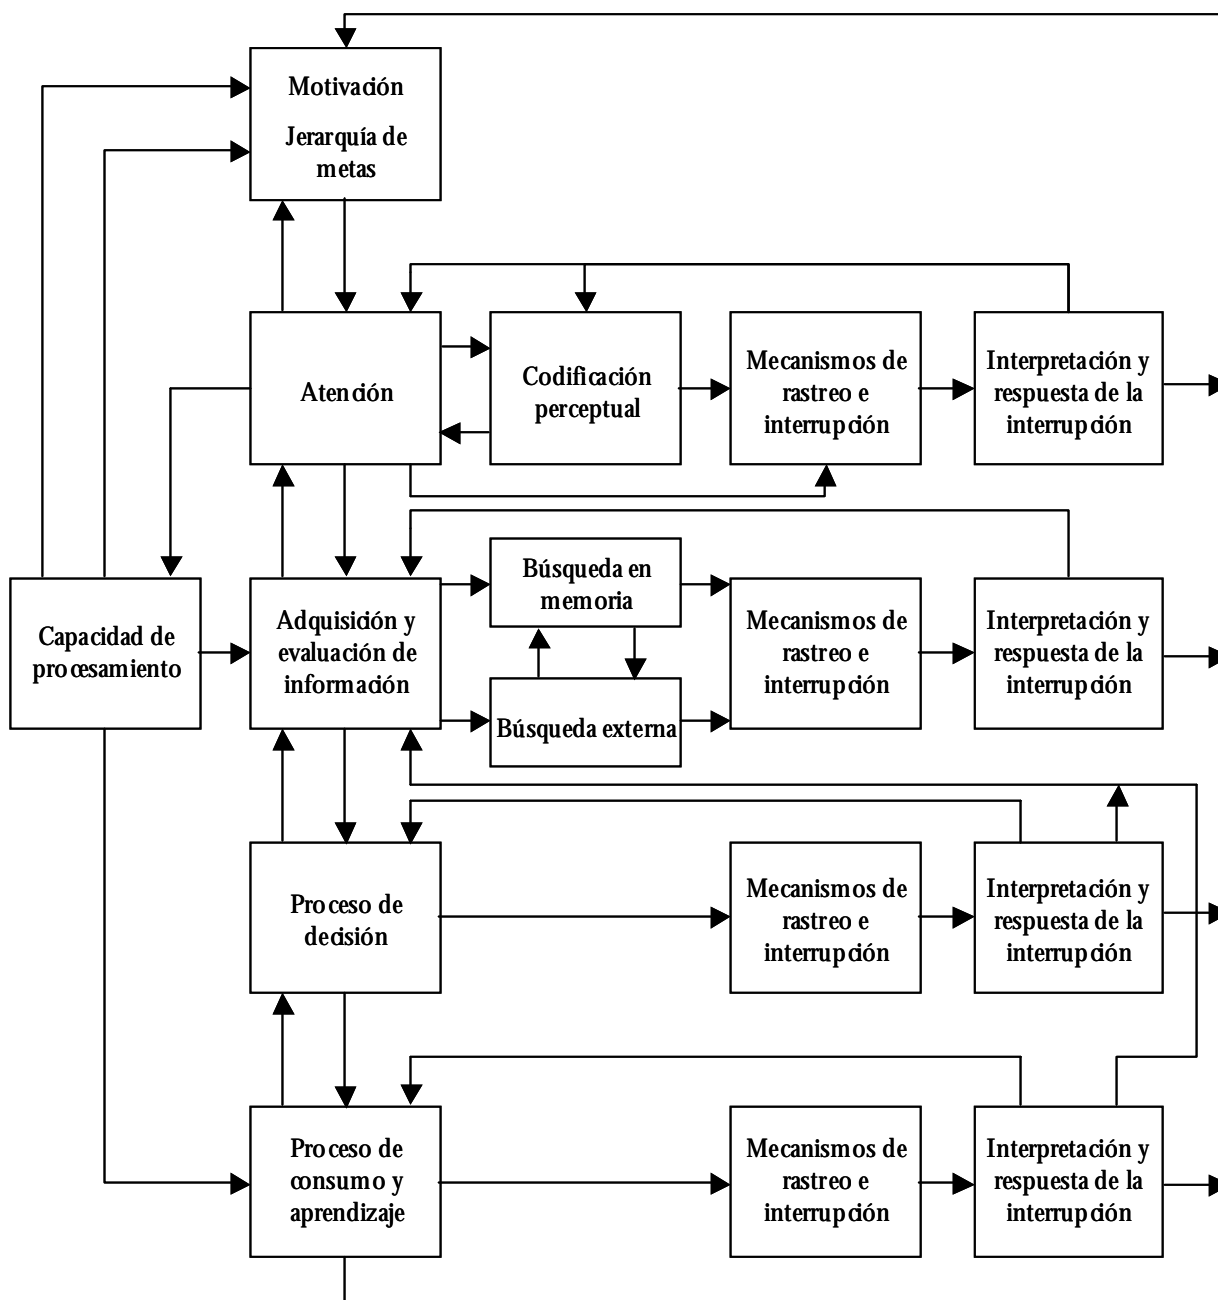 Motivación
Jerarquía de
metas
Atención
Codificación
perceptual
Mecanismos de
rastreo e
interrupción
Interpretación y
respuesta de la
interrupción
Capacidad de
procesamiento
Adquisición y
evaluación de
información
Búsqueda en
memoria
Búsqueda externa
Mecanismos de
rastreo e
interrupción
Interpretación y
respuesta de la
interrupción
Proceso de
decisión
Mecanismos de
rastreo e
interrupción
Interpretación y
respuesta de la
interrupción
Proceso de
consumo y
aprendizaje
Mecanismos de
rastreo e
interrupción
Interpretación y
respuesta de la
interrupción